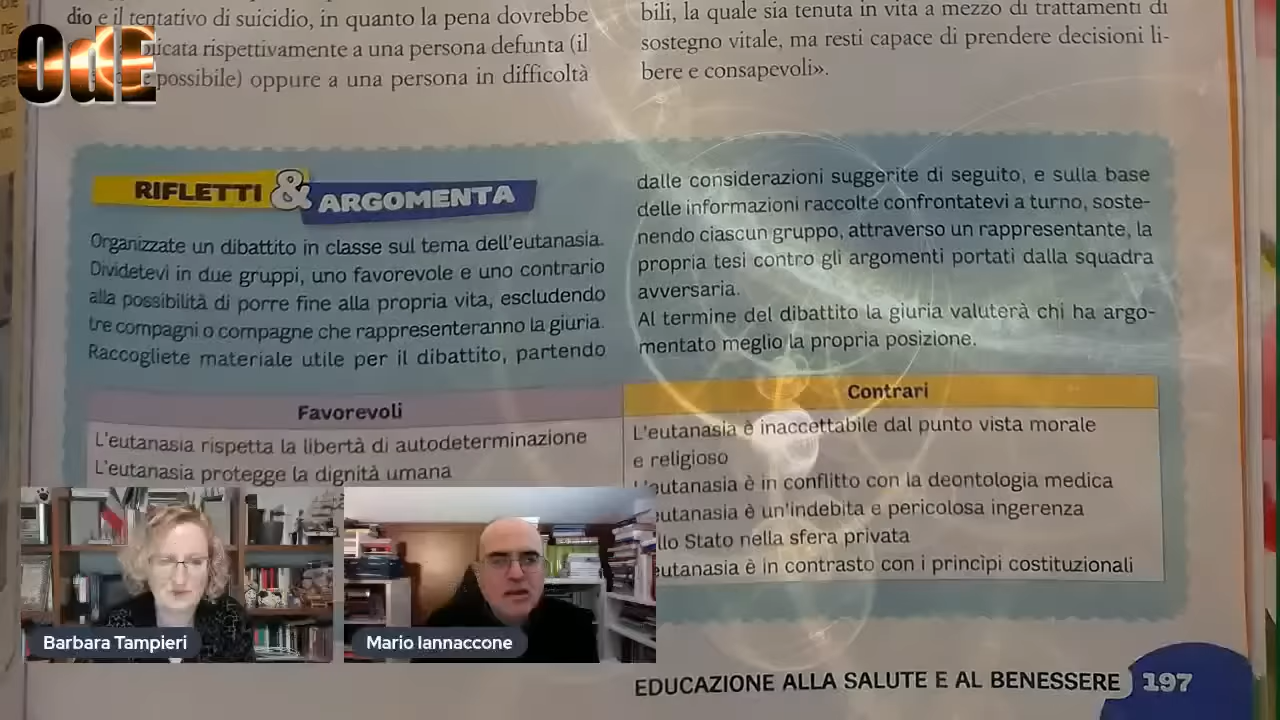 OdE
dio e il tentativo di suicidio, in quanto la pena dovrebbe
plicata rispettivamente a una persona defunta (il
e possibile) oppure a una persona in difficoltà
bili, la quale sia tenuta in vita a mezzo di trattamenti di
sostegno vitale, ma resti capace di prendere decisioni li-
bere e consapevoli».
RIFLETTI & ARGOMENTA
Organizzate un dibattito in classe sul tema dell'eutanasia.
Dividetevi in due gruppi, uno favorevole e uno contrario
alla possibilità di porre fine alla propria vita, escludendo
tre compagni o compagne che rappresenteranno la giuria.
Raccogliete materiale utile per il dibattito, partendo
dalle considerazioni suggerite di seguito, e sulla base
delle informazioni raccolte confrontatevi a turno, soste-
nendo ciascun gruppo, attraverso un rappresentante, la
propria tesi contro gli argomenti portati dalla squadra
avversaria.
Al termine del dibattito la giuria valuterà chi ha argo-
mentato meglio la propria posizione.
Favorevoli
L'eutanasia rispetta la libertà di autodeterminazione
L'eutanasia protegge la dignità umana
Contrari
L'eutanasia è inaccettabile dal punto vista morale
e religioso
L'eutanasia è in conflitto con la deontologia medica
eutanasia è un'indebita e pericolosa ingerenza
llo Stato nella sfera privata
eutanasia è in contrasto con i princìpi costituzionali
Barbara Tampieri
Mario Iannaccone
EDUCAZIONE ALLA SALUTE E AL BENESSERE 197